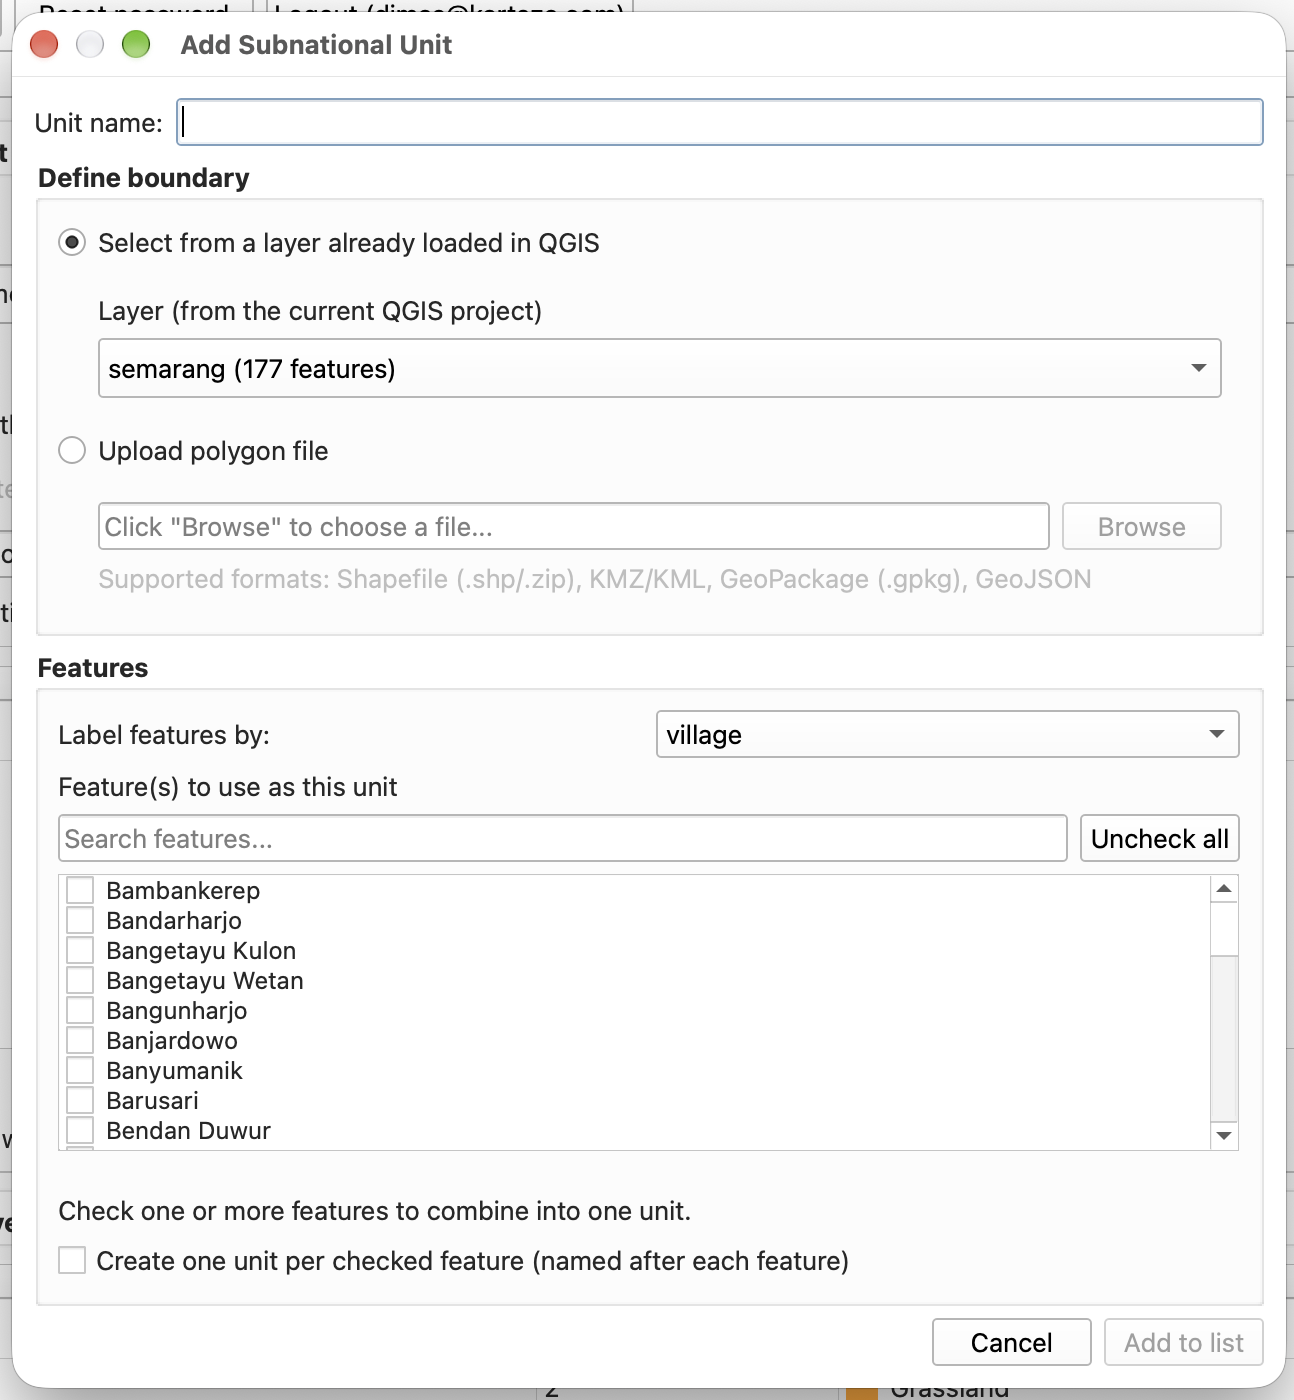 Add Subnational Unit
Unit name:
Define boundary
Select from a layer already loaded in QGIS
Layer (from the current QGIS project)
semarang (177 features)
Upload polygon file
Click "Browse" to choose a file...
Browse
Supported formats: Shapefile (.shp/.zip), KMZ/KML, GeoPackage (.gpkg), GeoJSON
Features
Label features by:
village
Feature(s) to use as this unit
Search features...
Uncheck all
Bambankerep
Bandarharjo
Bangetayu Kulon
Bangetayu Wetan
Bangunharjo
Banjardowo
Banyumanik
Barusari
Bendan Duwur
Check one or more features to combine into one unit.
Create one unit per checked feature (named after each feature)
Cancel
Add to list
2
Grassland